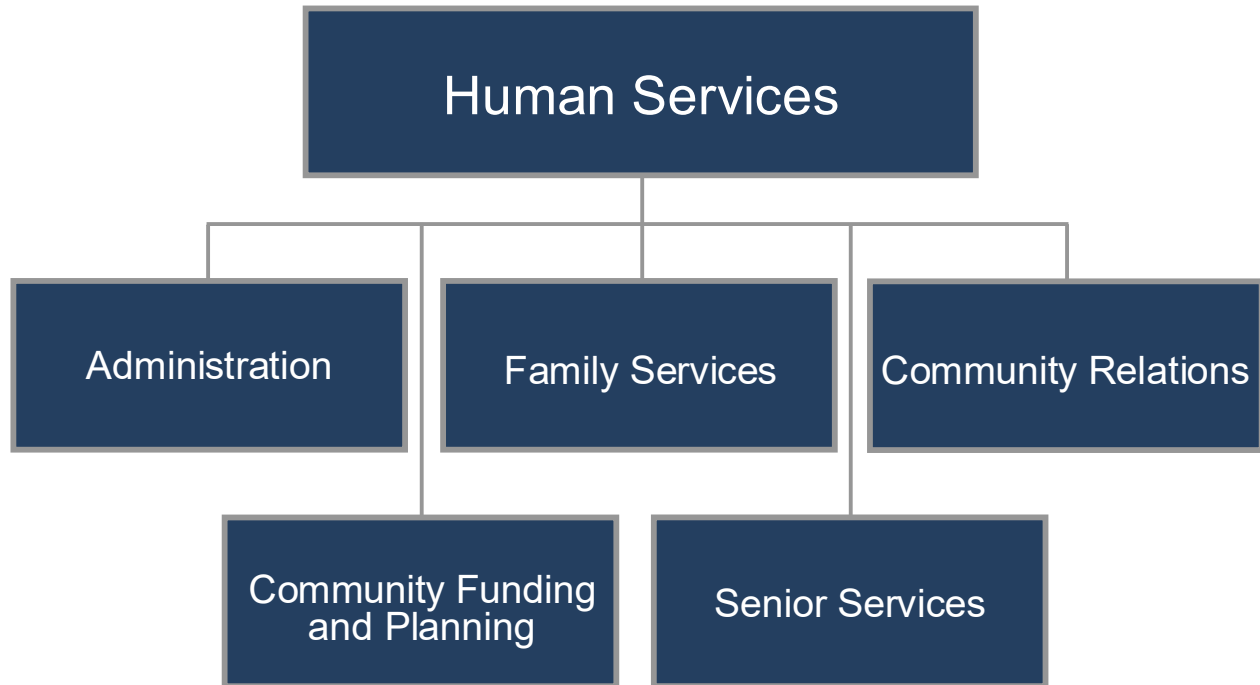 Human Services
Administration
Family Services
Community Relations
Community Funding
and Planning
Senior Services